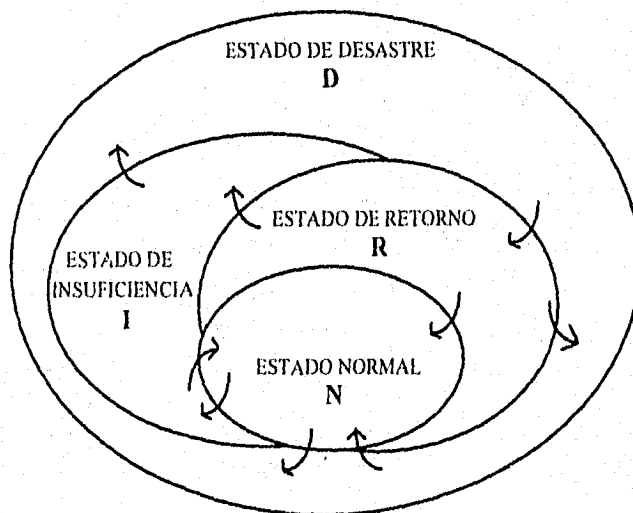 ESTADO DE DESASTRE
D
ESTADO DE RETORNO
R
ESTADO DE
INSUFICIENCIA
I
ESTADO NORMAL
N